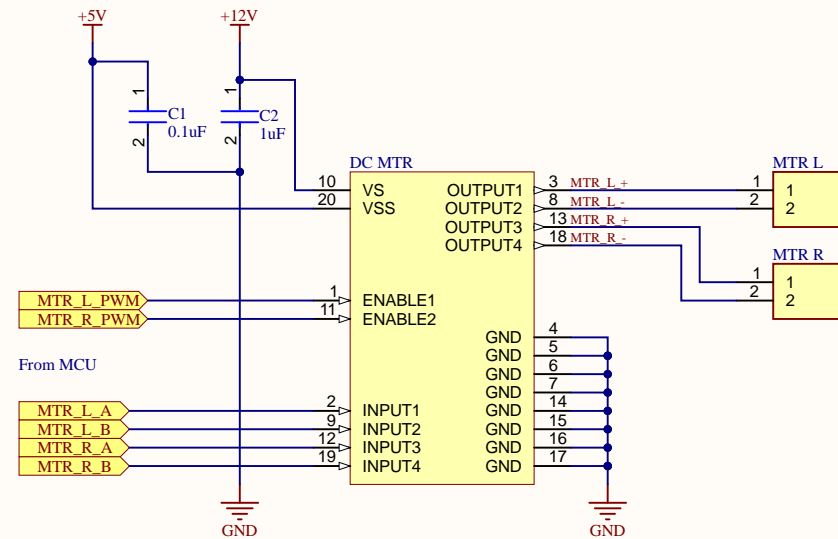 +5V
+12V
1
2
C1
0.1uF
1
2
C2
1uF
DC MTR
10 VS
20 VSS
1 ENABLE1
11 ENABLE2
2 INPUT1
9 INPUT2
12 INPUT3
19 INPUT4
OUTPUT1 3 MTR_L_+
OUTPUT2 8 MTR_L_-
OUTPUT3 13 MTR_R_+
OUTPUT4 18 MTR_R_-
GND 4
GND 5
GND 6
GND 7
GND 14
GND 15
GND 16
GND 17
MTR L
1 1
2 2
MTR R
1 1
2 2
MTR_L_PWM
MTR_R_PWM
From MCU
MTR_L_A
MTR_L_B
MTR_R_A
MTR_R_B
GND
GND